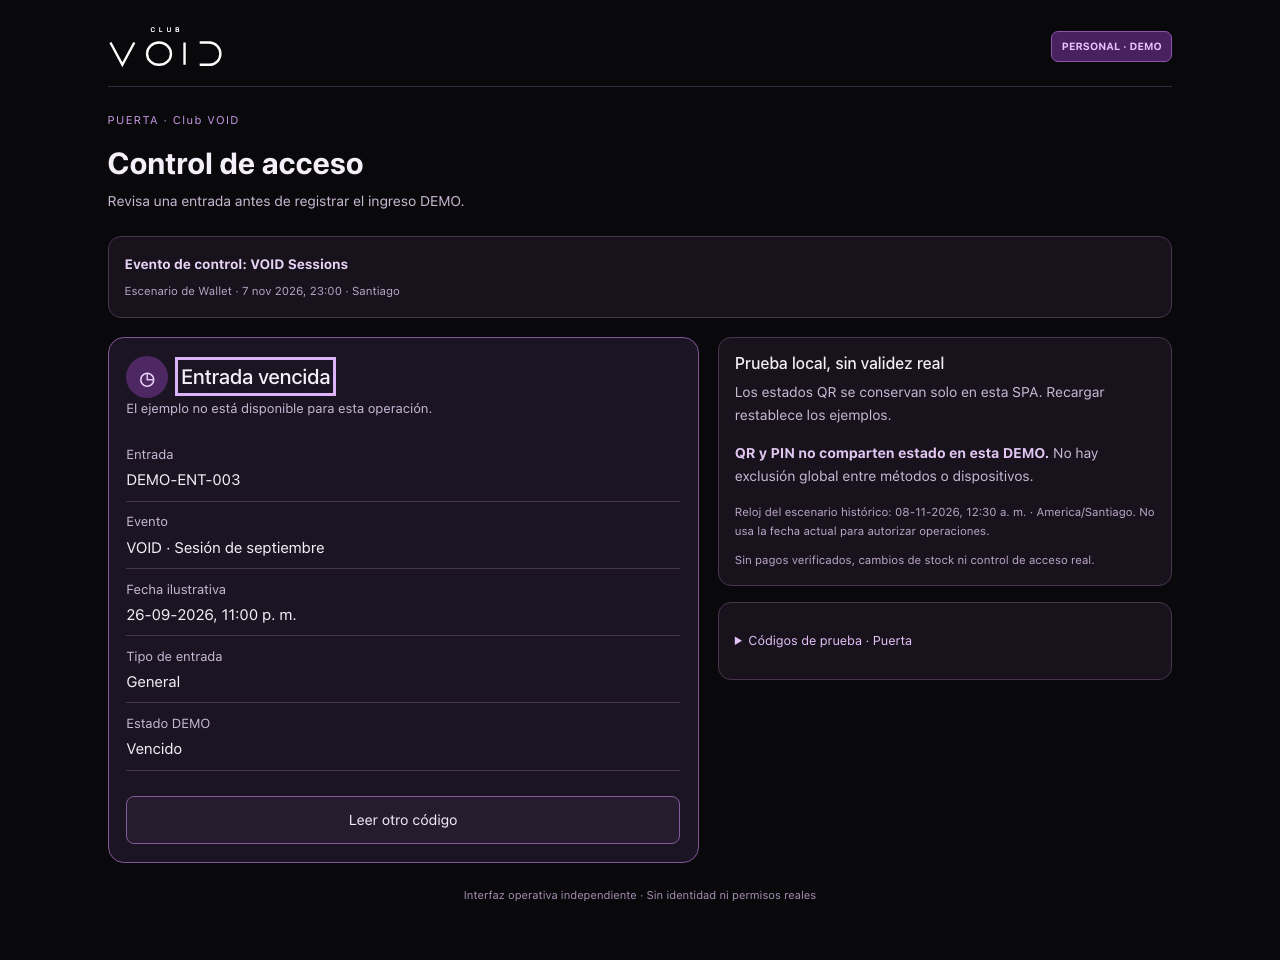 CLUB
VOID
PERSONAL · DEMO
PUERTA · Club VOID
Control de acceso
Revisa una entrada antes de registrar el ingreso DEMO.
Evento de control: VOID Sessions
Escenario de Wallet · 7 nov 2026, 23:00 · Santiago
Entrada vencida
El ejemplo no está disponible para esta operación.
Entrada
DEMO-ENT-003
Evento
VOID · Sesión de septiembre
Fecha ilustrativa
26-09-2026, 11:00 p. m.
Tipo de entrada
General
Estado DEMO
Vencido
Leer otro código
Prueba local, sin validez real
Los estados QR se conservan solo en esta SPA. Recargar
restablece los ejemplos.
QR y PIN no comparten estado en esta DEMO. No hay
exclusión global entre métodos o dispositivos.
Reloj del escenario histórico: 08-11-2026, 12:30 a. m. · America/Santiago. No
usa la fecha actual para autorizar operaciones.
Sin pagos verificados, cambios de stock ni control de acceso real.
Códigos de prueba · Puerta
Interfaz operativa independiente · Sin identidad ni permisos reales